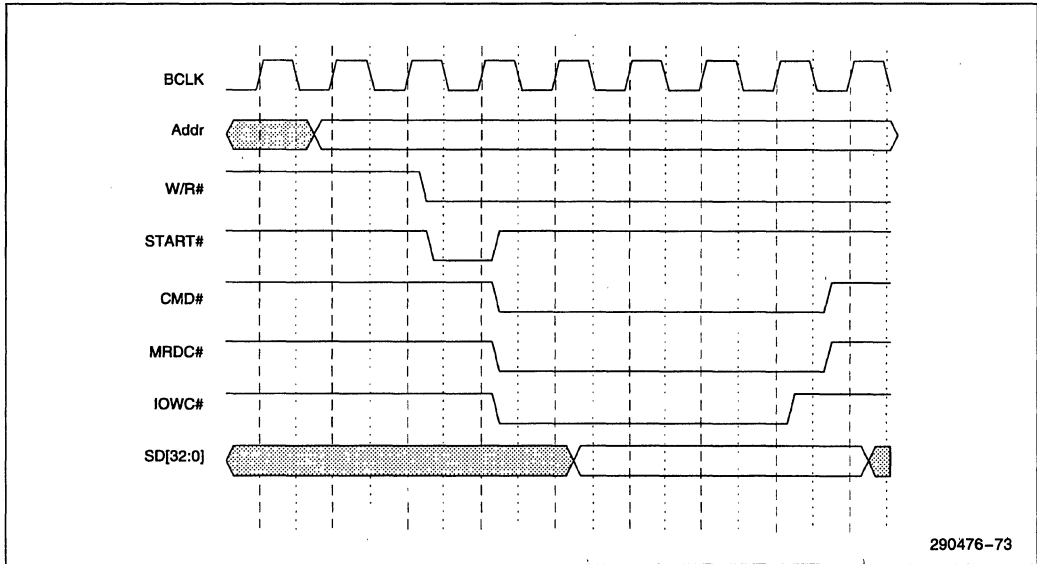 BCLK
Addr
W/R#
START#
CMD#
MRDC#
IOWC#
SD[32:0]
290476-73